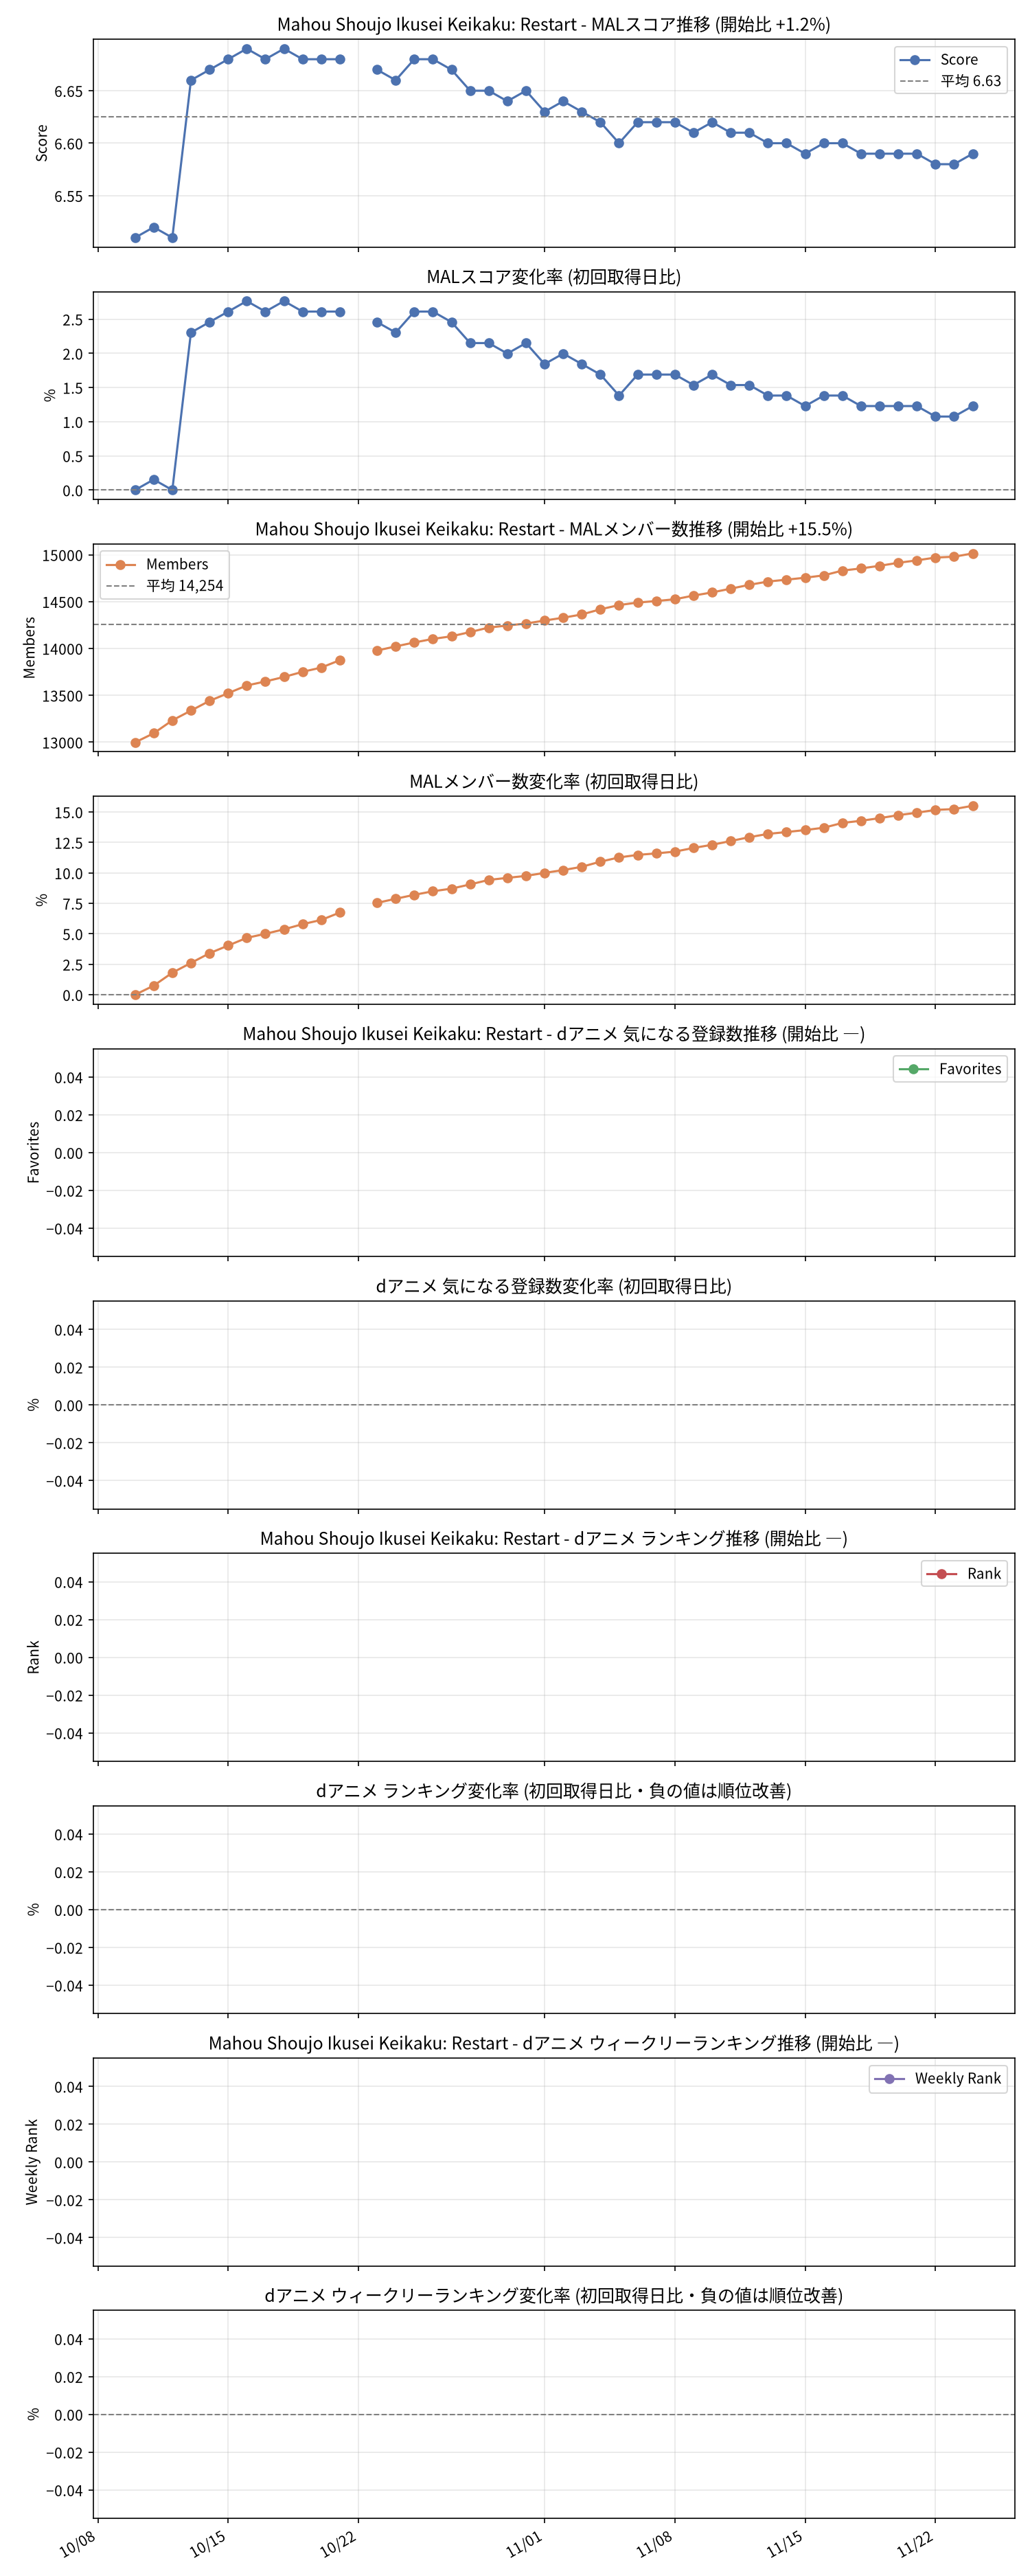 Mahou Shoujo Ikusei Keikaku: Restart - MALスコア推移 (開始比 +1.2%)
Score
6.65
6.60
6.55
Score
平均 6.63
MALスコア変化率 (初回取得日比)
%
2.5
2.0
1.5
1.0
0.5
0.0
Mahou Shoujo Ikusei Keikaku: Restart - MALメンバー数推移 (開始比 +15.5%)
Members
15000
14500
14000
13500
13000
Members
平均 14,254
MALメンバー数変化率 (初回取得日比)
%
15.0
12.5
10.0
7.5
5.0
2.5
0.0
Mahou Shoujo Ikusei Keikaku: Restart - dアニメ 気になる登録数推移 (開始比 —)
Favorites
0.04
0.02
0.00
−0.02
−0.04
Favorites
dアニメ 気になる登録数変化率 (初回取得日比)
%
0.04
0.02
0.00
−0.02
−0.04
Mahou Shoujo Ikusei Keikaku: Restart - dアニメ ランキング推移 (開始比 —)
Rank
0.04
0.02
0.00
−0.02
−0.04
Rank
dアニメ ランキング変化率 (初回取得日比・負の値は順位改善)
%
0.04
0.02
0.00
−0.02
−0.04
Mahou Shoujo Ikusei Keikaku: Restart - dアニメ ウィークリーランキング推移 (開始比 —)
Weekly Rank
0.04
0.02
0.00
−0.02
−0.04
Weekly Rank
dアニメ ウィークリーランキング変化率 (初回取得日比・負の値は順位改善)
%
0.04
0.02
0.00
−0.02
−0.04
10/08
10/15
10/22
11/01
11/08
11/15
11/22